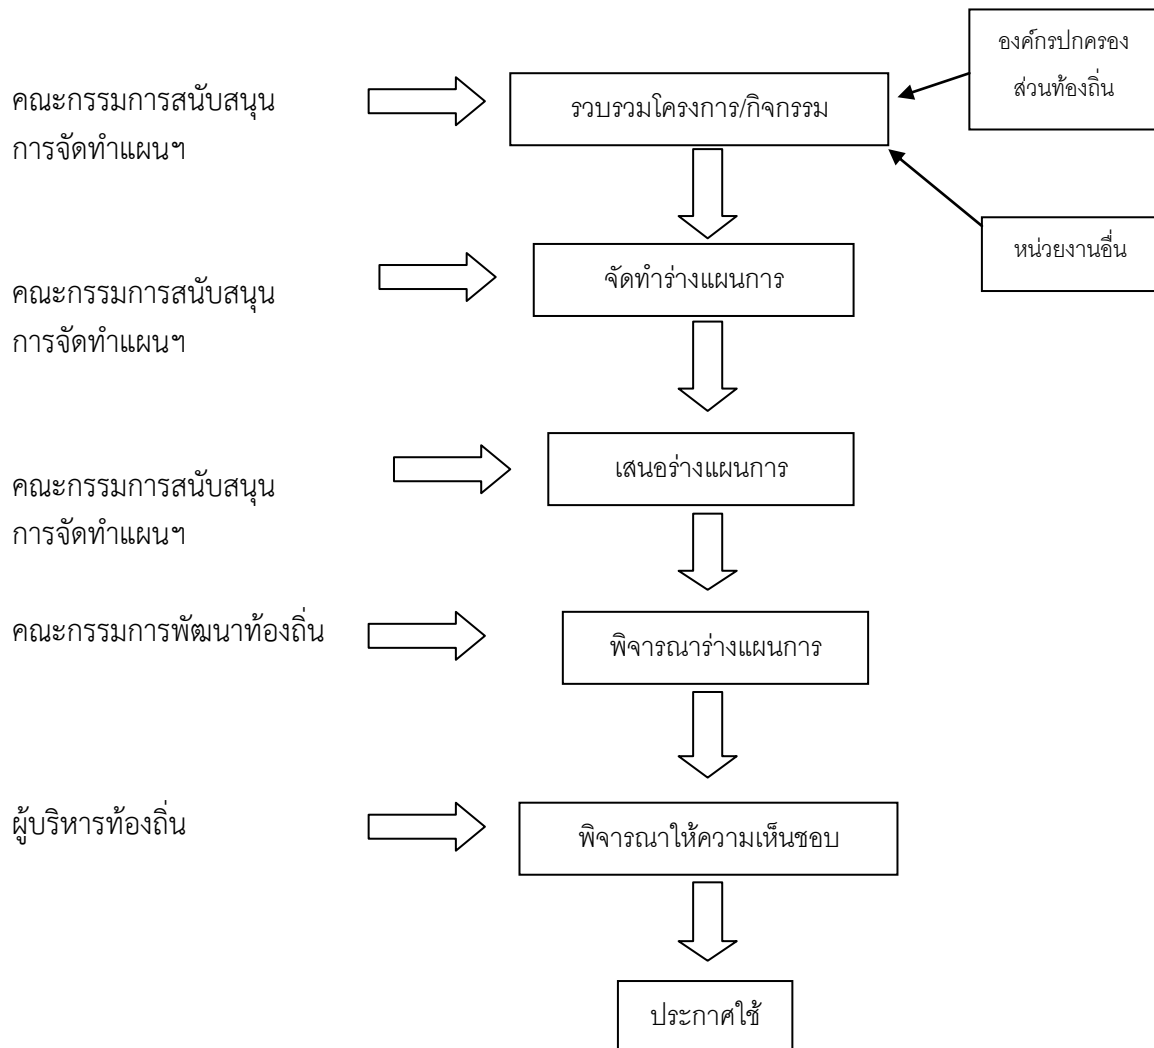 องค์กรปกครอง
ส่วนท้องถิ่น
คณะกรรมการสนับสนุน
การจัดทำแผนฯ
รวบรวมโครงการ/กิจกรรม
หน่วยงานอื่น
คณะกรรมการสนับสนุน
การจัดทำแผนฯ
จัดทำร่างแผนการ
คณะกรรมการสนับสนุน
การจัดทำแผนฯ
เสนอร่างแผนการ
คณะกรรมการพัฒนาท้องถิ่น
พิจารณาร่างแผนการ
ผู้บริหารท้องถิ่น
พิจารณาให้ความเห็นชอบ
ประกาศใช้